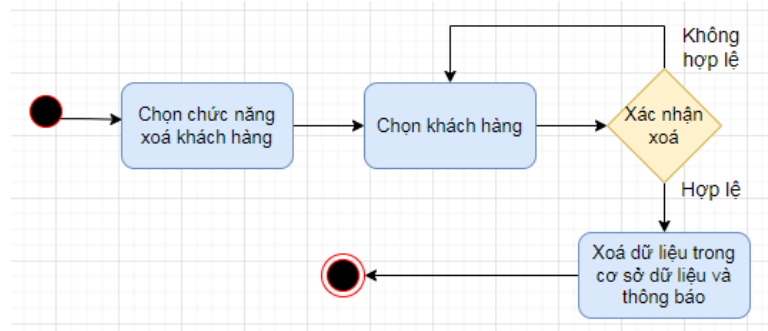 Không
hợp lệ
Chọn chức năng
xoá khách hàng
Chọn khách hàng
Xác nhận
xoá
Hợp lệ
Xoá dữ liệu trong
cơ sở dữ liệu và
thông báo